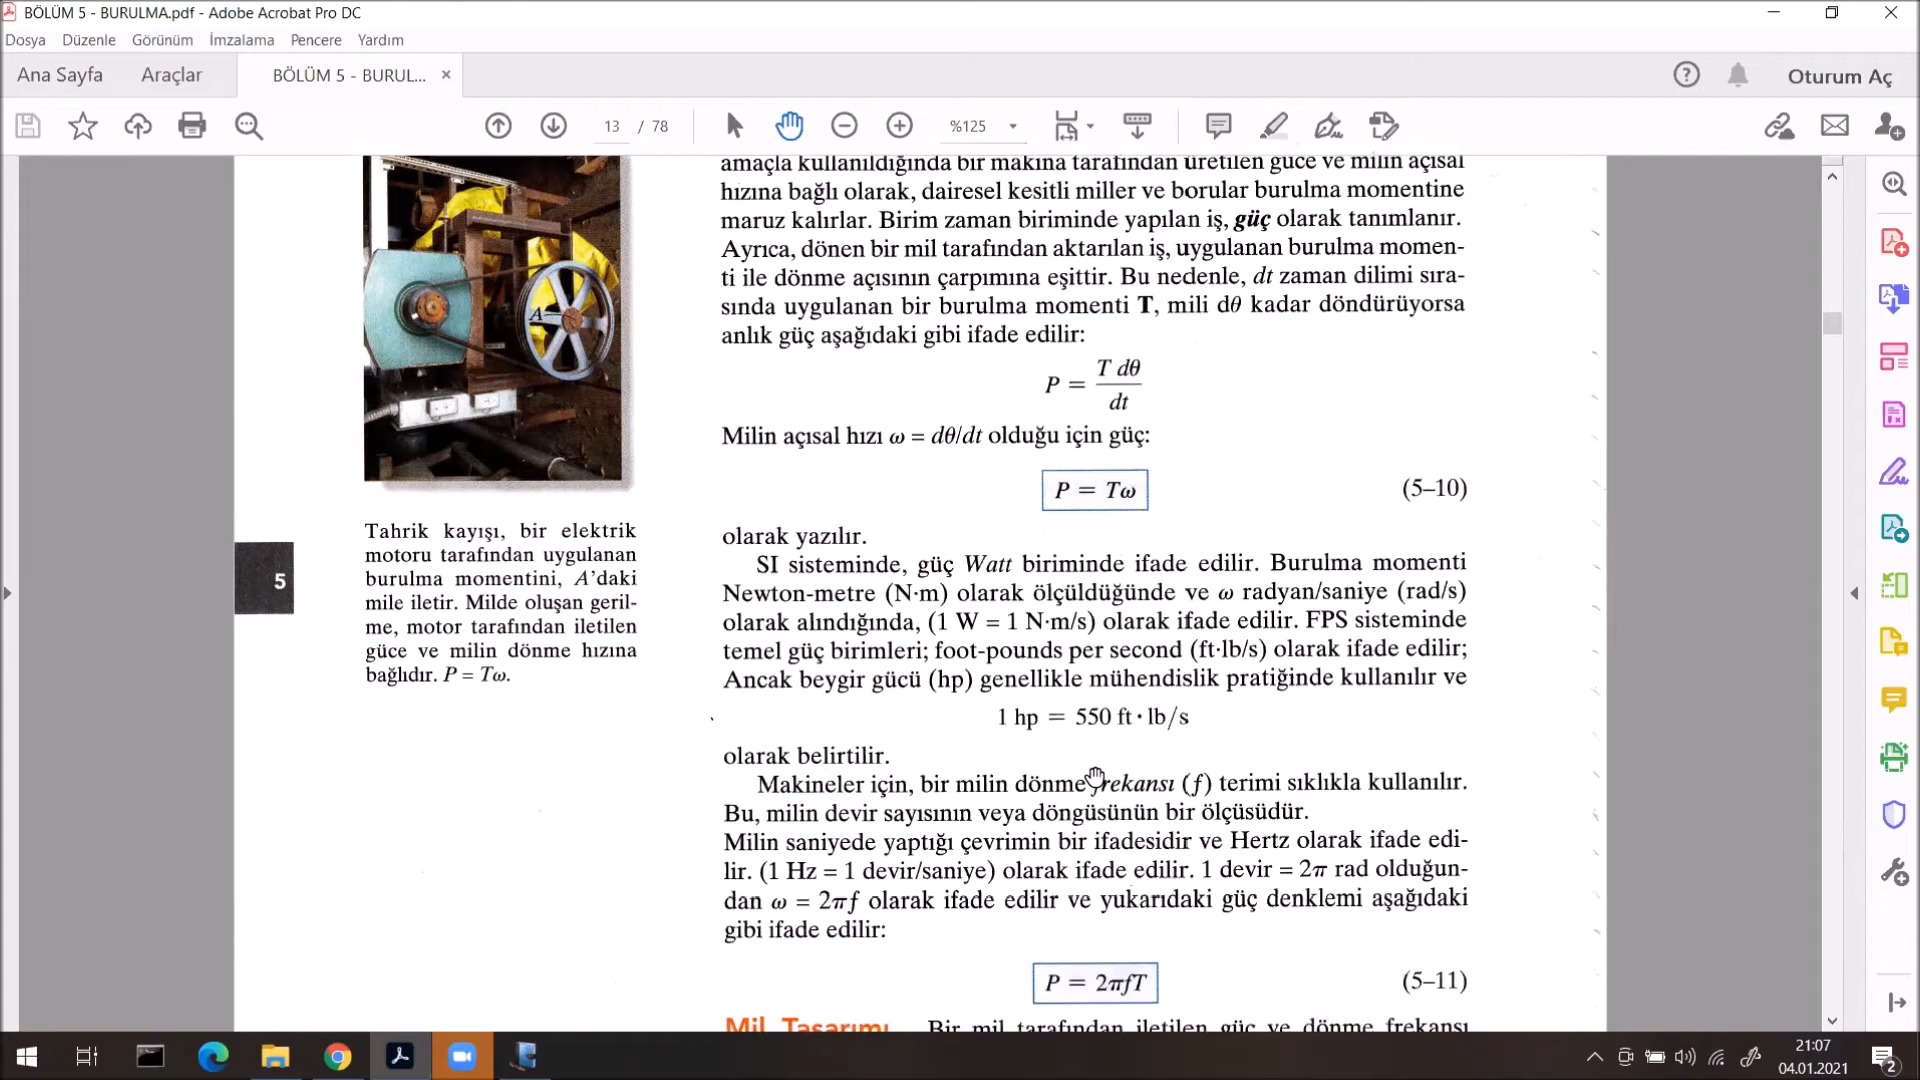 BÖLÜM 5 - BURULMA.pdf - Adobe Acrobat Pro DC
Dosya Düzenle Görünüm İmzalama Pencere Yardım
Ana Sayfa Araçlar BÖLÜM 5 - BURUL... × Oturum Aç
13 / 78 %125
amaçla kullanıldığında bir makina tarafından üretilen güce ve milin açısal
hızına bağlı olarak, dairesel kesitli miller ve borular burulma momentine
maruz kalırlar. Birim zaman biriminde yapılan iş, güç olarak tanımlanır.
Ayrıca, dönen bir mil tarafından aktarılan iş, uygulanan burulma momen-
ti ile dönme açısının çarpımına eşittir. Bu nedenle, dt zaman dilimi sıra-
sında uygulanan bir burulma momenti T, mili dθ kadar döndürüyorsa
anlık güç aşağıdaki gibi ifade edilir:
P = T dθ / dt
Milin açısal hızı ω = dθ/dt olduğu için güç:
P = Tω (5–10)
olarak yazılır.
SI sisteminde, güç Watt biriminde ifade edilir. Burulma momenti
Newton-metre (N·m) olarak ölçüldüğünde ve ω radyan/saniye (rad/s)
olarak alındığında, (1 W = 1 N·m/s) olarak ifade edilir. FPS sisteminde
temel güç birimleri; foot-pounds per second (ft·lb/s) olarak ifade edilir;
Ancak beygir gücü (hp) genellikle mühendislik pratiğinde kullanılır ve
1 hp = 550 ft · lb/s
olarak belirtilir.
Makineler için, bir milin dönme frekansı (f) terimi sıklıkla kullanılır.
Bu, milin devir sayısının veya döngüsünün bir ölçüsüdür.
Milin saniyede yaptığı çevrimin bir ifadesidir ve Hertz olarak ifade edi-
lir. (1 Hz = 1 devir/saniye) olarak ifade edilir. 1 devir = 2π rad olduğun-
dan ω = 2πf olarak ifade edilir ve yukarıdaki güç denklemi aşağıdaki
gibi ifade edilir:
P = 2πfT (5–11)
Mil Tasarımı Bir mil tarafından iletilen güç ve dönme frekansı
A
Tahrik kayışı, bir elektrik
motoru tarafından uygulanan
burulma momentini, A'daki
mile iletir. Milde oluşan geril-
me, motor tarafından iletilen
güce ve milin dönme hızına
bağlıdır. P = Tω.
5
21:07
04.01.2021
2